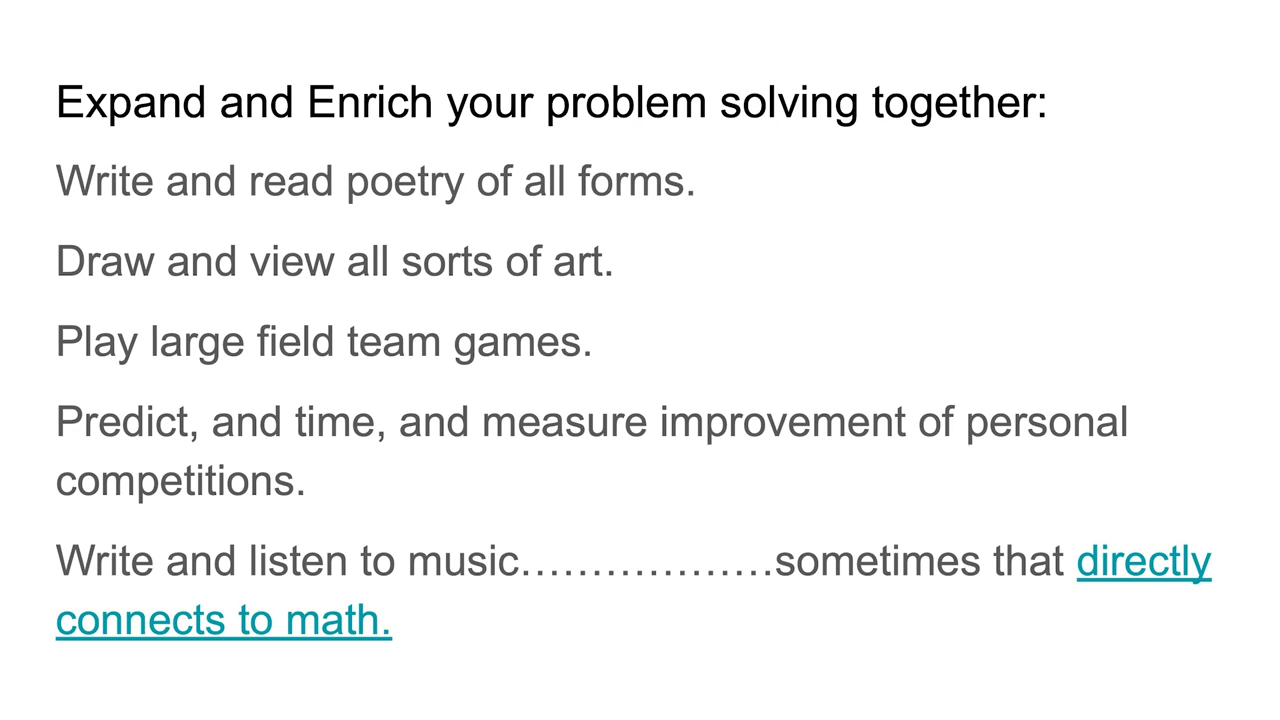 Expand and Enrich your problem solving together:
Write and read poetry of all forms.
Draw and view all sorts of art.
Play large field team games.
Predict, and time, and measure improvement of personal
competitions.
Write and listen to music………………sometimes that directly
connects to math.